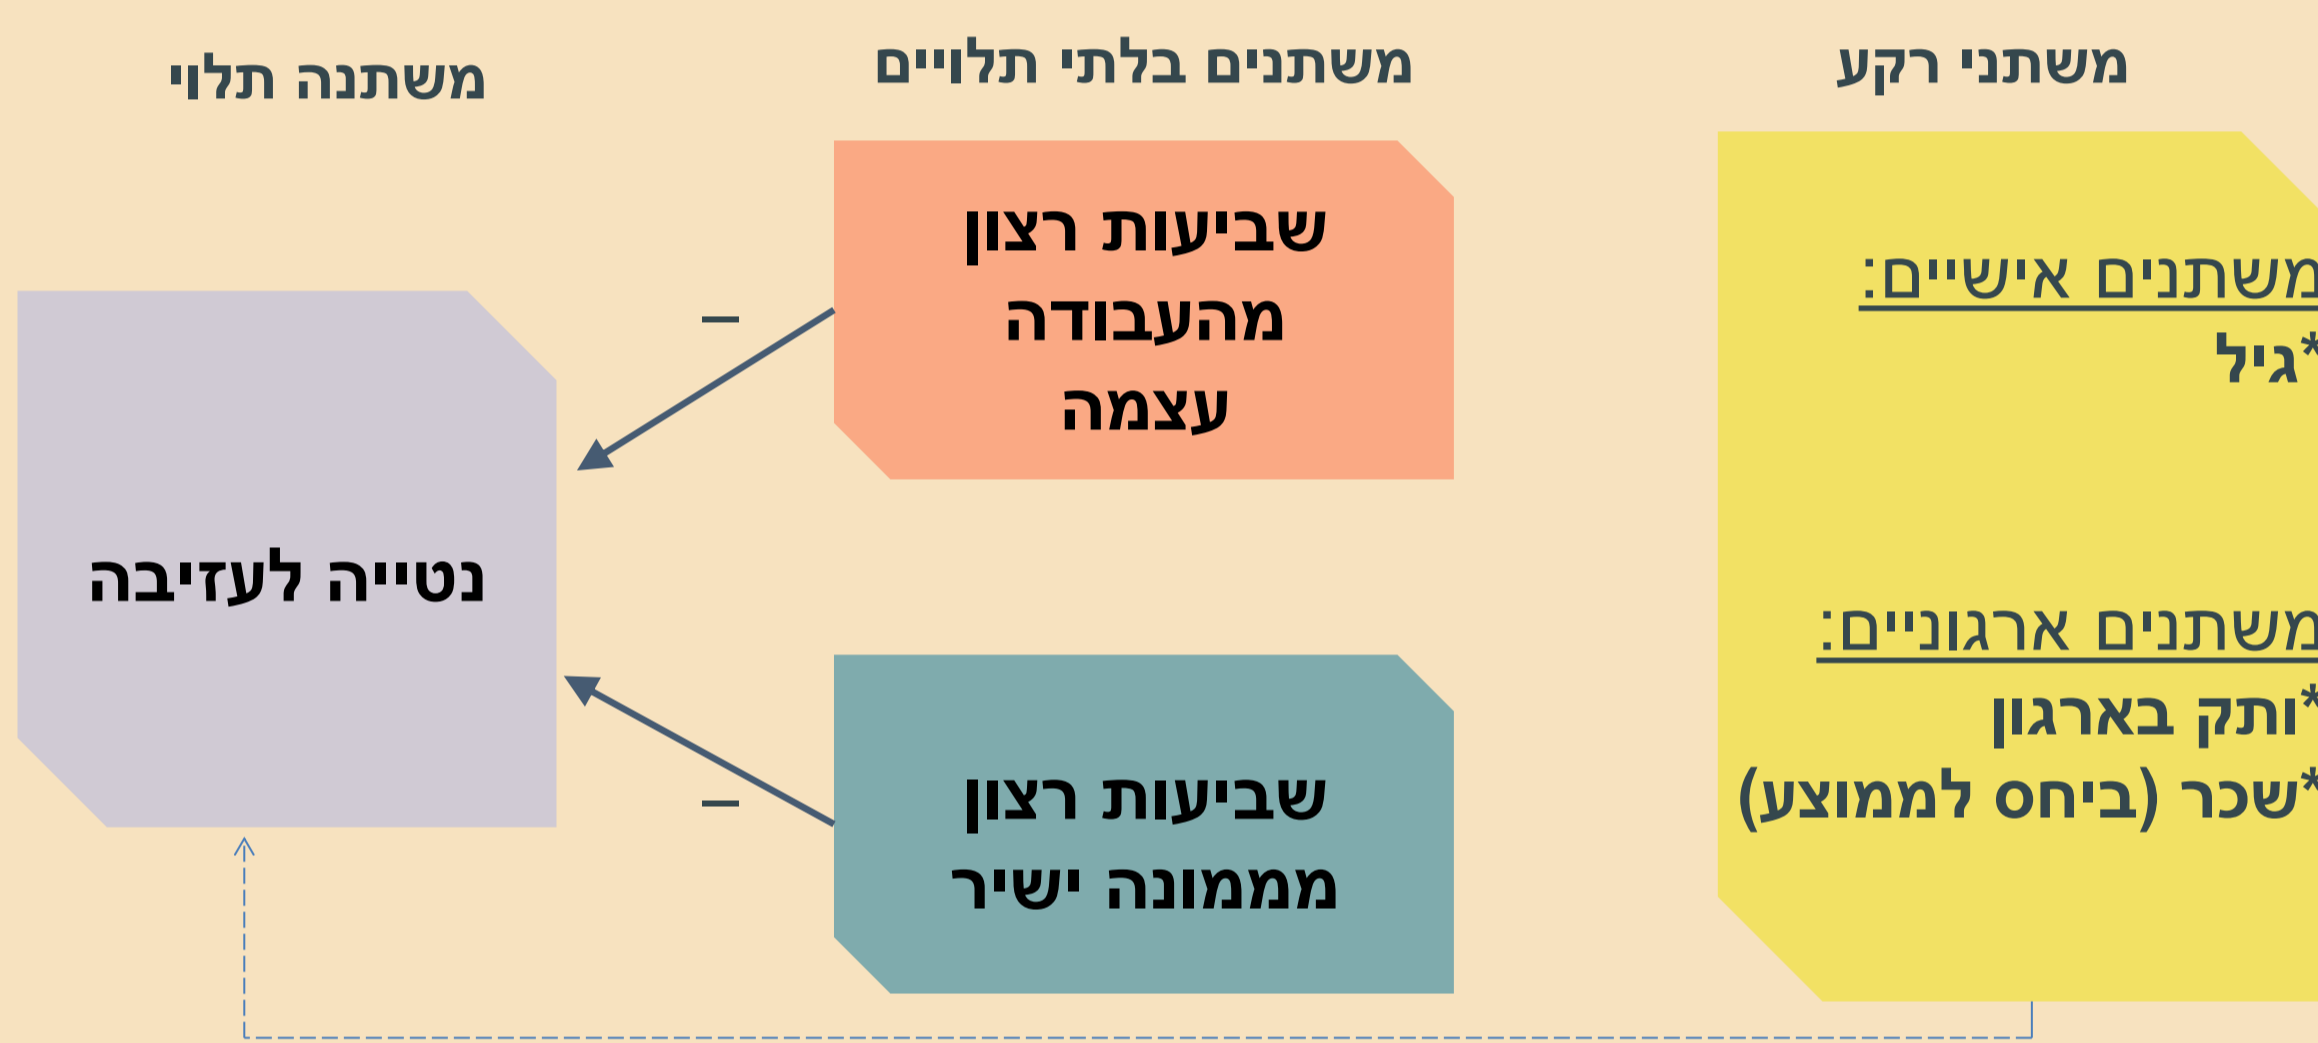 משתני רקע
משתנים בלתי תלויים
משתנה תלוי
משתנים אישיים:
*גיל
משתנים ארגוניים:
*ותק בארגון
*שכר (ביחס לממוצע)
שביעות רצון
מהעבודה
עצמה
–
שביעות רצון
מממונה ישיר
–
נטייה לעזיבה